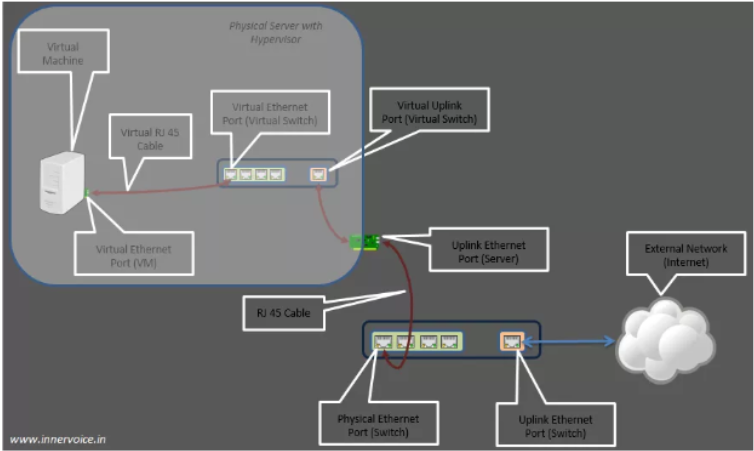 Physical Server with
Hypervisor
Virtual
Machine
Virtual Ethernet
Port (Virtual Switch)
Virtual Uplink
Port (Virtual Switch)
Virtual RJ 45
Cable
Virtual Ethernet
Port (VM)
Uplink Ethernet
Port (Server)
External Network
(Internet)
RJ 45 Cable
Physical Ethernet
Port (Switch)
Uplink Ethernet
Port (Switch)
www.innervoice.in